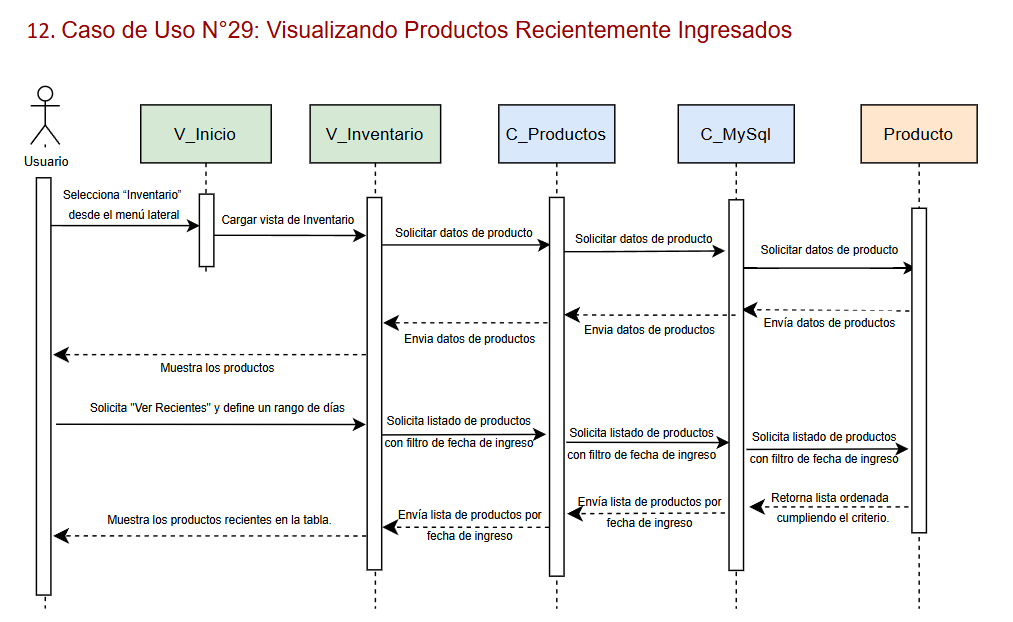 12. Caso de Uso N°29: Visualizando Productos Recientemente Ingresados
Usuario
V_Inicio
V_Inventario
C_Productos
C_MySql
Producto
Selecciona “Inventario”
desde el menú lateral
Cargar vista de Inventario
Solicitar datos de producto
Solicitar datos de producto
Solicitar datos de producto
Envía datos de productos
Envia datos de productos
Envia datos de productos
Muestra los productos
Solicita "Ver Recientes" y define un rango de días
Solicita listado de productos
con filtro de fecha de ingreso
Solicita listado de productos
con filtro de fecha de ingreso
Solicita listado de productos
con filtro de fecha de ingreso
Retorna lista ordenada
cumpliendo el criterio.
Envía lista de productos por
fecha de ingreso
Envía lista de productos por
fecha de ingreso
Muestra los productos recientes en la tabla.